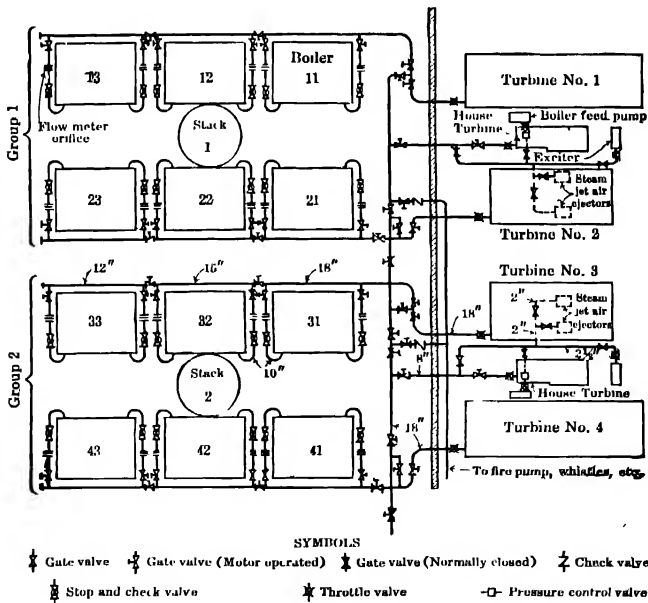 Group 1
13
12
Boiler
11
Flow meter
orifice
Stack
1
23
22
21
Turbine No. 1
House
Turbine
Boiler feed pump
Exciter
Steam
jet air
ejectors
Turbine No. 2
Group 2
12"
15"
18"
33
32
31
10"
Stack
2
43
42
41
Turbine No. 3
18"
2"
2"
Steam
jet air
ejectors
8"
2½"
House Turbine
18"
Turbine No. 4
To fire pump, whistles, etc.
SYMBOLS
Gate valve
Gate valve (Motor operated)
Gate valve (Normally closed)
Check valve
Stop and check valve
Throttle valve
Pressure control valve